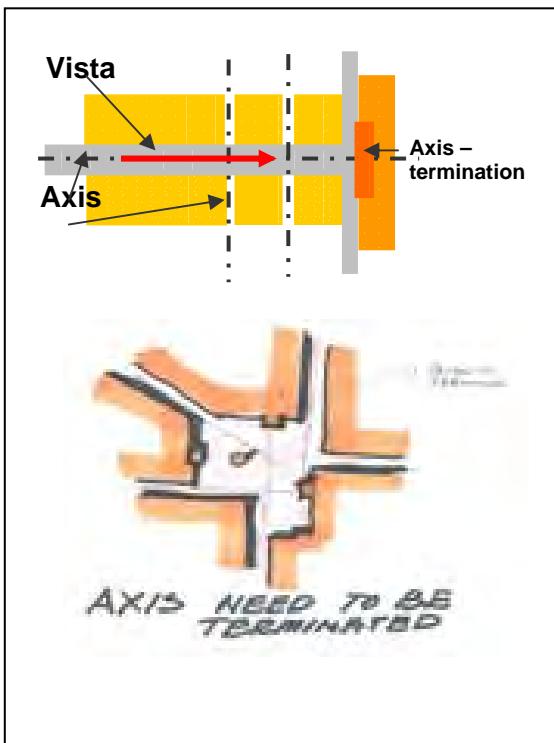 Vista
Axis –
termination
Axis
AXIS NEED TO BE
TERMINATED